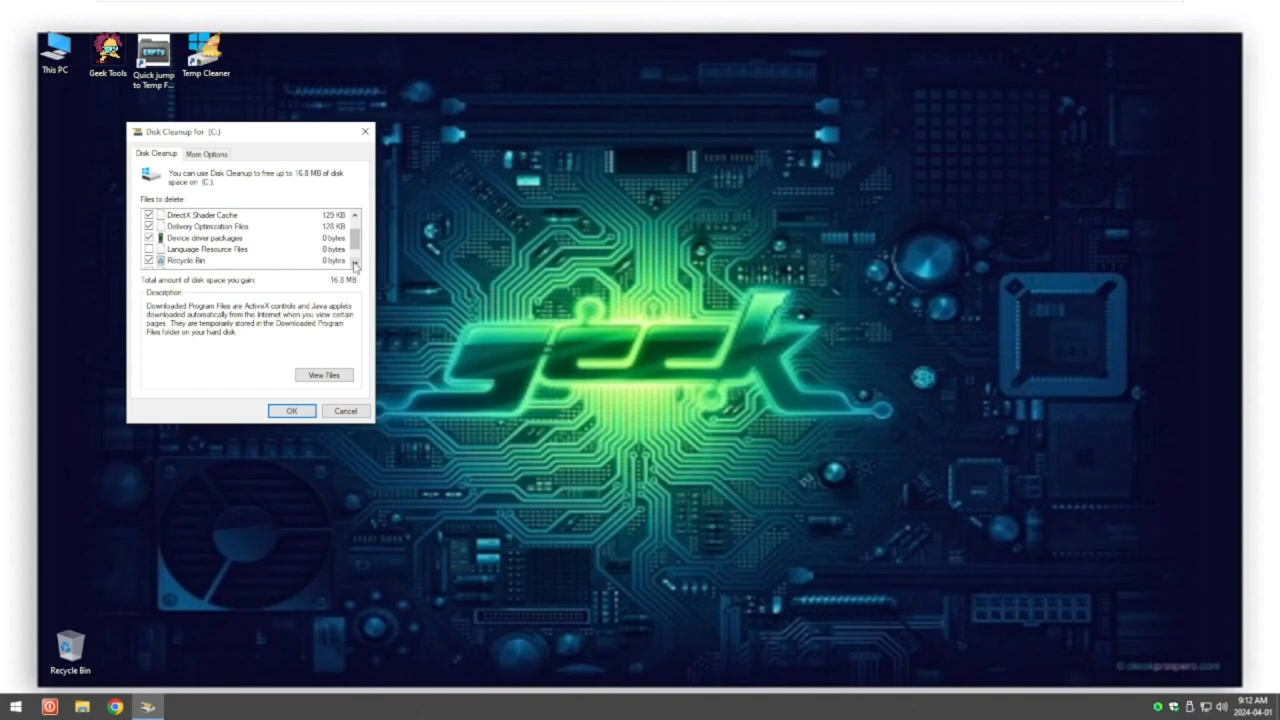 This PC
Geek Tools
Quick jump
to Temp F...
Temp Cleaner
EMPTY
Disk Cleanup for (C:)
Disk Cleanup
More Options
You can use Disk Cleanup to free up to 16.8 MB of disk
space on (C:).
Files to delete:
DirectX Shader Cache 129 KB
Delivery Optimization Files 128 KB
Device driver packages 0 bytes
Language Resource Files 0 bytes
Recycle Bin 0 bytes
Total amount of disk space you gain: 16.8 MB
Description
Downloaded Program Files are ActiveX controls and Java applets
downloaded automatically from the Internet when you view certain
pages. They are temporarily stored in the Downloaded Program
Files folder on your hard disk.
View Files
OK
Cancel
geek
Recycle Bin
9:12 AM
2024-04-01